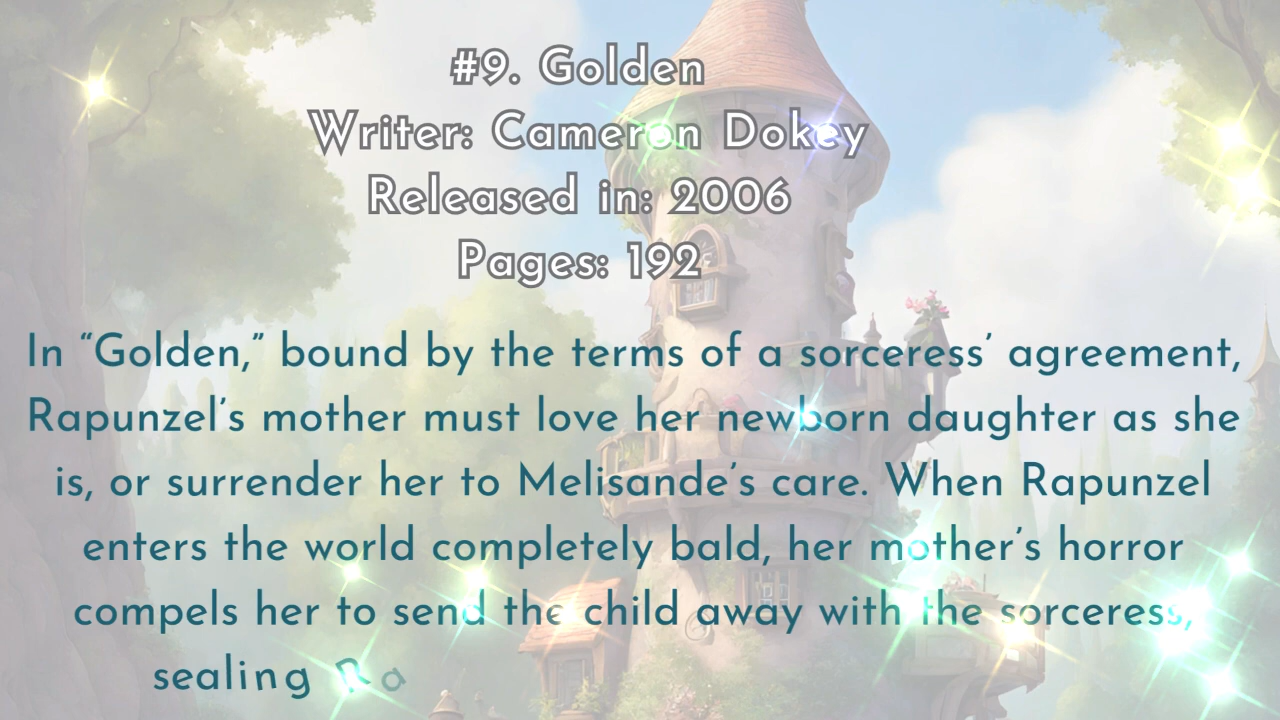 #9. Golden
Writer: Cameron Dokey
Released in: 2006
Pages: 192
In “Golden,” bound by the terms of a sorceress’ agreement,
Rapunzel’s mother must love her newborn daughter as she
is, or surrender her to Melisande’s care. When Rapunzel
enters the world completely bald, her mother’s horror
compels her to send the child away with the sorceress,
sealing Ra